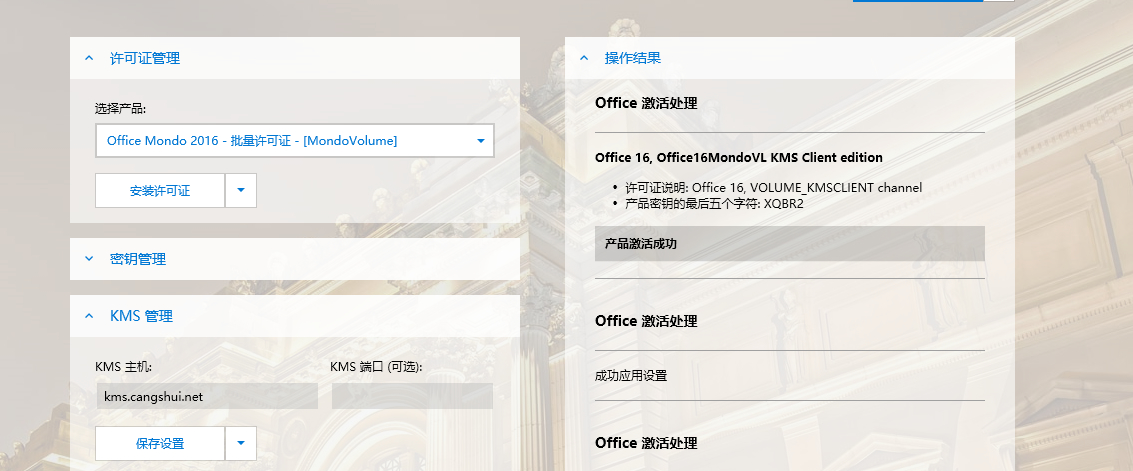 许可证管理
选择产品:
Office Mondo 2016 - 批量许可证 - [MondoVolume]
安装许可证
密钥管理
KMS 管理
KMS 主机:
KMS 端口 (可选):
kms.cangshui.net
保存设置
操作结果
Office 激活处理
Office 16, Office16MondoVL KMS Client edition
• 许可证说明: Office 16, VOLUME_KMSCLIENT channel
• 产品密钥的最后五个字符: XQBR2
产品激活成功
Office 激活处理
成功应用设置
Office 激活处理